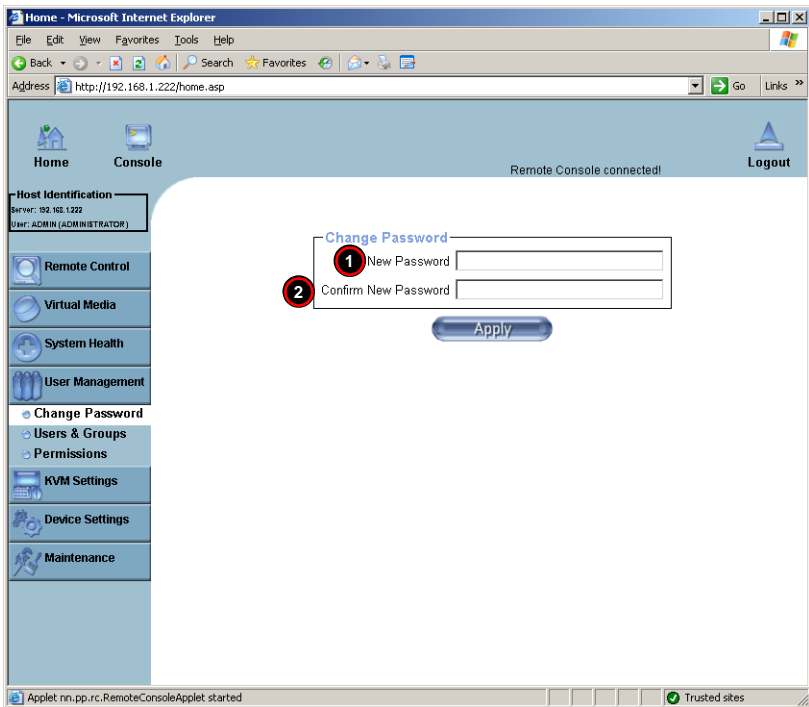 Home - Microsoft Internet Explorer
File Edit View Favorites Tools Help
Back Search Favorites
Address http://192.168.1.222/home.asp Go Links »
Home Console Remote Console connected! Logout
Host Identification
Server: 192.168.1.222
User: ADMIN (ADMINISTRATOR)
Remote Control
Virtual Media
System Health
User Management
Change Password
Users & Groups
Permissions
KVM Settings
Device Settings
Maintenance
Change Password
1 New Password
2 Confirm New Password
Apply
Applet nn.pp.rc.RemoteConsoleApplet started Trusted sites